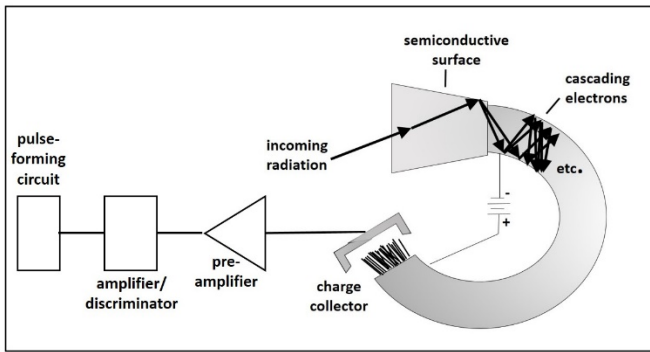 semiconductive
surface
cascading
electrons
incoming
radiation
etc.
pulse-
forming
circuit
-
+
pre-
amplifier
amplifier/
discriminator
charge
collector